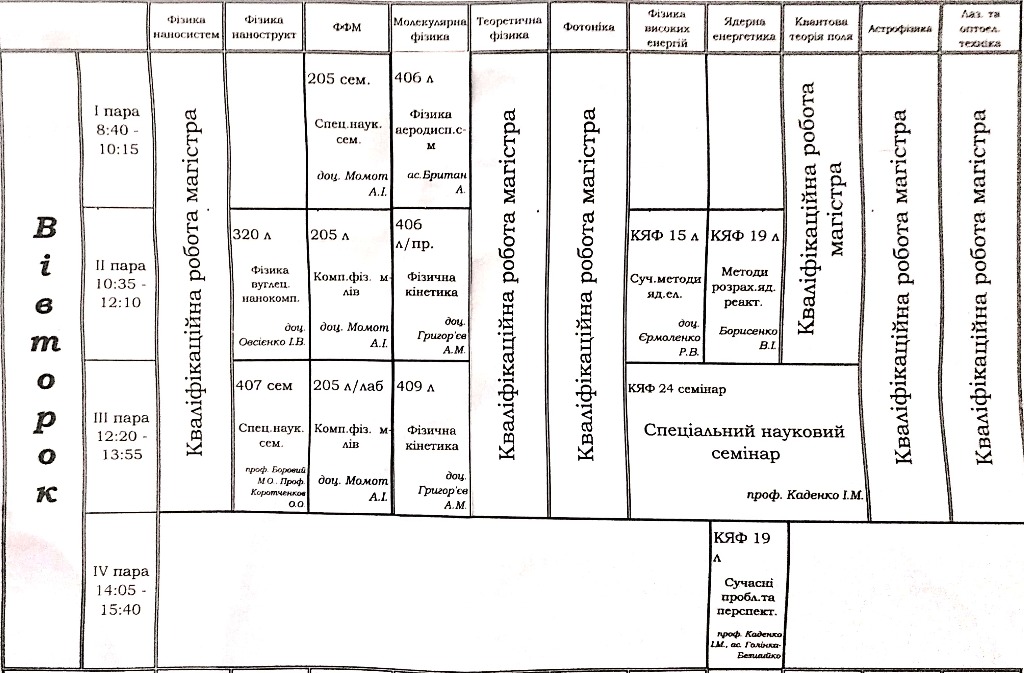 Фізика
наносистем
Фізика
наноструkt
ФФМ
Молекулярна
фізика
Теоретична
фізика
Фотоніка
Фізика
високих
енергій
Ядерна
енергетика
Квантова
теорія поля
Астрофізика
Лаз. та
оптоел.
техніка
Вівторок
I пара
8:40 -
10:15
Кваліфікаційна робота магістра
205 сем.
Спец.наук.
сем.
доц. Момот
А.І.
406 л
Фізика
аеродисп.с-
м
ас.Британ
А.
Кваліфікаційна робота магістра
Кваліфікаційна робота магістра
Кваліфікаційна робота
магістра
Кваліфікаційна робота магістра
Кваліфікаційна робота магістра
II пара
10:35 -
12:10
320 л
Фізика
вуглец.
нанокомп.
доц.
Овсієнко І.В.
205 л
Комп.фіз. м-
лів
доц. Момот
А.І.
406
л/пр.
Фізична
кінетика
доц.
Григор'єв
А.М.
КЯФ 15 л
Суч.методи
яд.ел.
доц.
Єрмоленко
Р.В.
КЯФ 19 л
Методи
розрах.яд.
реакт.
Борисенко
В.І.
III пара
12:20 -
13:55
407 сем
Спец.наук.
сем.
проф. Боровий
М.О.. Проф.
Коротченков
О.О.
205 л/лаб
Комп.фіз. м-
лів
доц. Момот
А.І.
409 л
Фізична
кінетика
доц.
Григор'єв
А.М.
КЯФ 24 семінар
Спеціальний науковий
семінар
проф. Каденко І.М.
IV пара
14:05 -
15:40
КЯФ 19
л
Сучасні
пробл.та
перспект.
проф. Каденко
І.М., ас. Голінка-
Безшийко